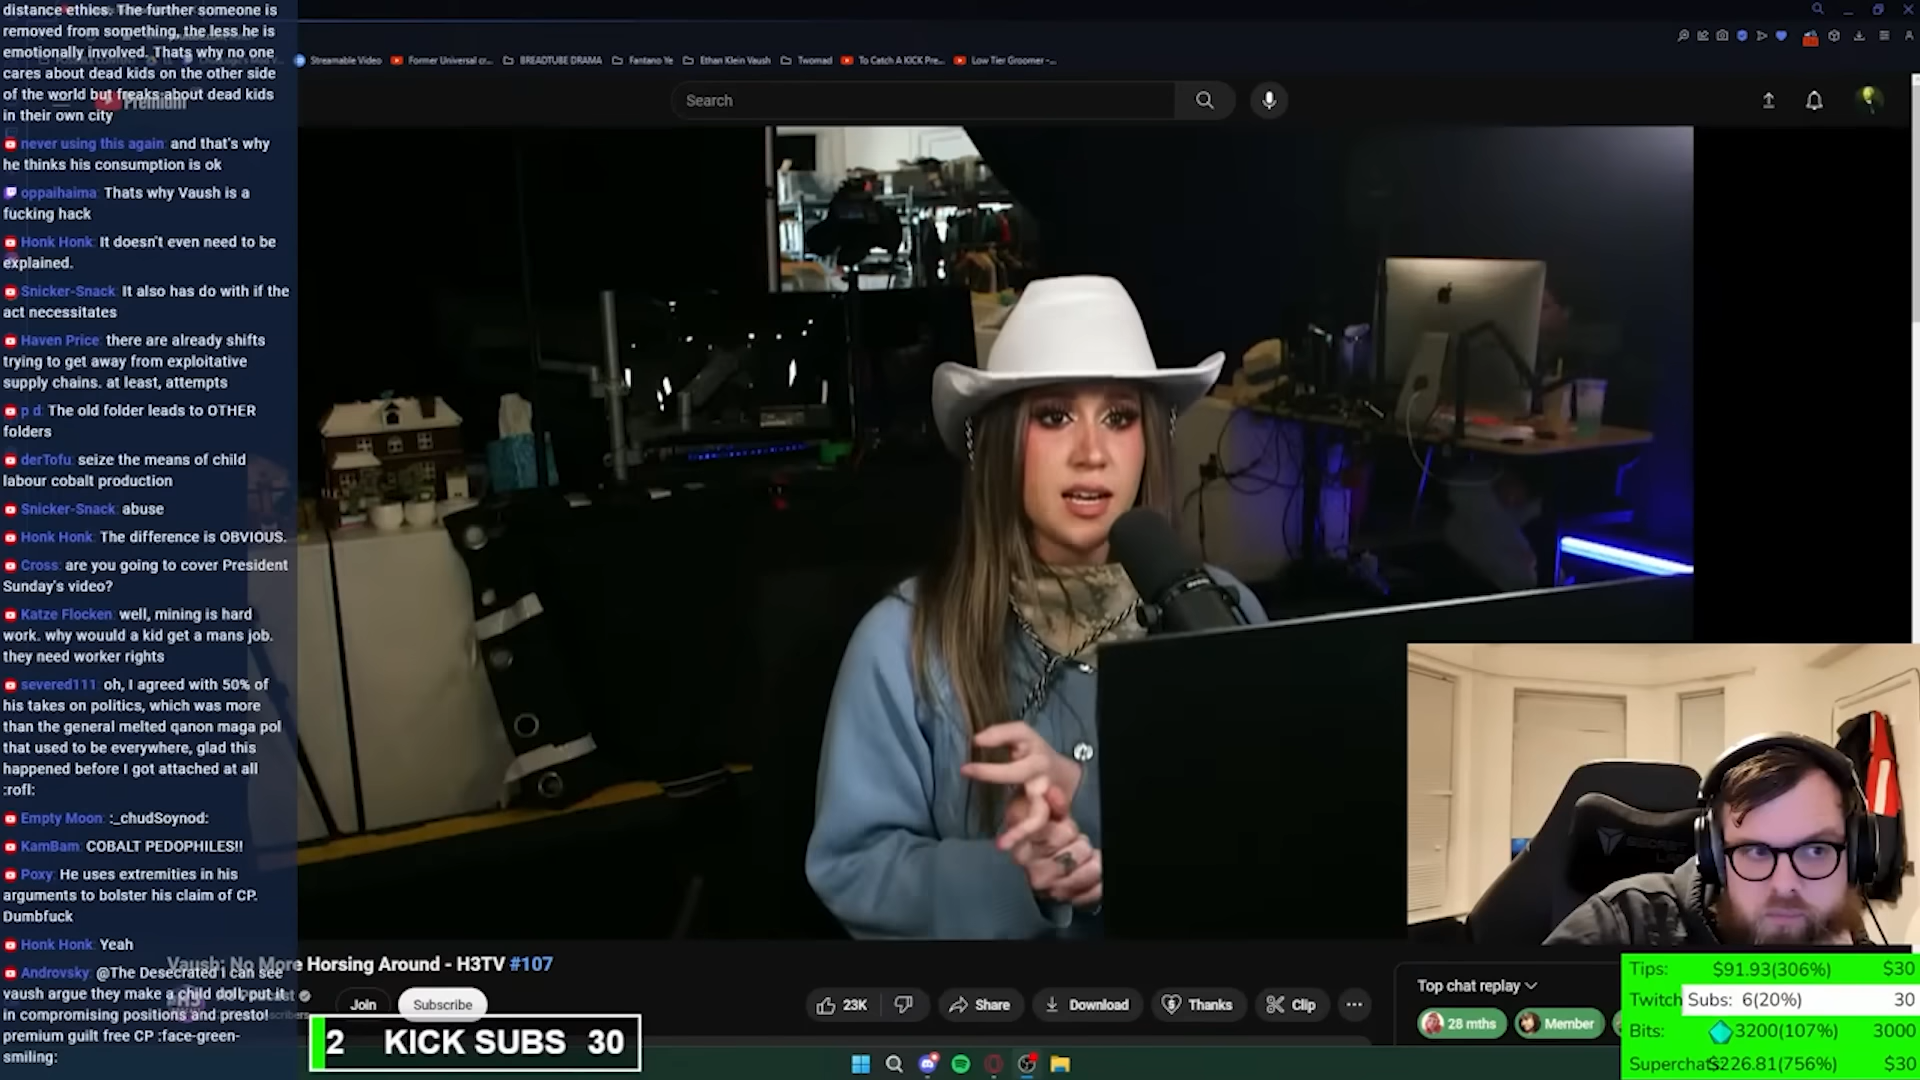 distance ethics. The further someone is
removed from something, the less he is
emotionally involved. Thats why no one
cares about dead kids on the other side
of the world but freaks about dead kids
in their own city
never using this again: and that's why
he thinks his consumption is ok
oppaihaima: Thats why Vaush is a
fucking hack
Honk Honk: It doesn't even need to be
explained.
Snicker-Snack: It also has do with if the
act necessitates
Haven Price: there are already shifts
trying to get away from exploitative
supply chains. at least, attempts
p d: The old folder leads to OTHER
folders
derTofu: seize the means of child
labour cobalt production
Snicker-Snack: abuse
Honk Honk: The difference is OBVIOUS.
Cross: are you going to cover President
Sunday's video?
Katze Flocken: well, mining is hard
work. why wouuld a kid get a mans job.
they need worker rights
severed111: oh, I agreed with 50% of
his takes on politics, which was more
than the general melted qanon maga pol
that used to be everywhere, glad this
happened before I got attached at all
:rofl:
Empty Moon: :_chudSoynod:
KamBam: COBALT PEDOPHILES!!
Poxy: He uses extremities in his
arguments to bolster his claim of CP.
Dumbfuck
Honk Honk: Yeah
Androvsky: @The Desecrated I can see
vaush argue they make a child doll, put it
in compromising positions and presto!
premium guilt free CP :face-green-
smiling:
Streamable Video
Former Universal cr...
BREADTUBE DRAMA
Fantano Ye
Ethan Klein Vaush
Twomad
To Catch A KICK Pre...
Low Tier Groomer -...
Premium
Search
SECRET LAB
Vaush: No More Horsing Around - H3TV #107
Join
Subscribe
23K
Share
Download
Thanks
Clip
Top chat replay
28 mths
Member
2 KICK SUBS 30
Tips: $91.93(306%) $30
Twitch Subs: 6(20%) 30
Bits: 3200(107%) 3000
Superchats: $226.81(756%) $30